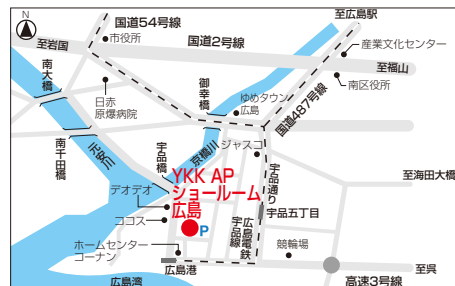 国道54号線
至広島駅
市役所
国道2号線
至岩国
産業文化センター
至福山
南大橋
御幸橋
南区役所
日赤
原爆病院
ゆめタウン
広島
国道487号線
元安川
京橋川
南千田橋
宇品橋
ジャスコ
YKK AP
ショールーム
広島
P
デオデオ
ココス
宇品通り
至海田大橋
宇品五丁目
広島電鉄
宇品線
ホームセンター
コーナン
競輪場
広島港
至呉
広島湾
高速3号線